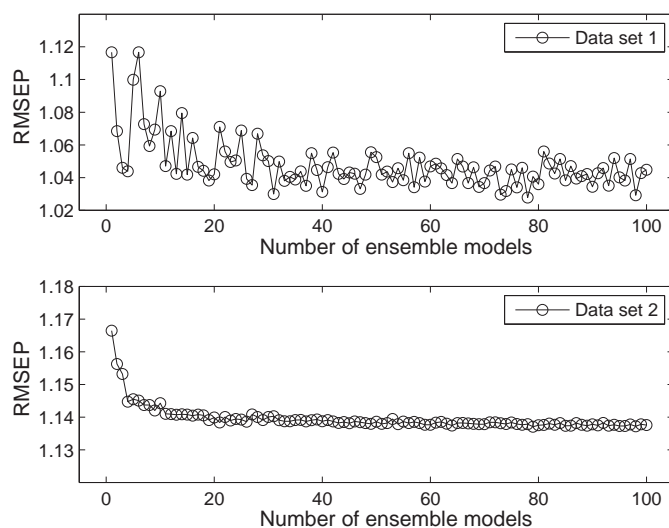 Data set 1
RMSEP
1.12
1.1
1.08
1.06
1.04
1.02
0 20 40 60 80 100
Number of ensemble models
Data set 2
RMSEP
1.18
1.17
1.16
1.15
1.14
1.13
0 20 40 60 80 100
Number of ensemble models